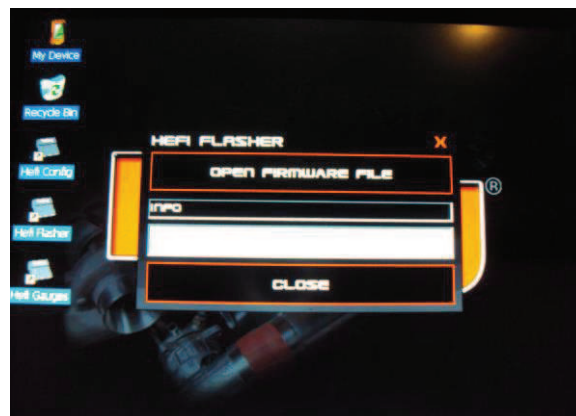 My Device
Recycle Bin
Hefi Config
Hefi Flasher
Hefi Gauges
HEFI FLASHER X
OPEN FIRMWARE FILE
INFO
CLOSE
®